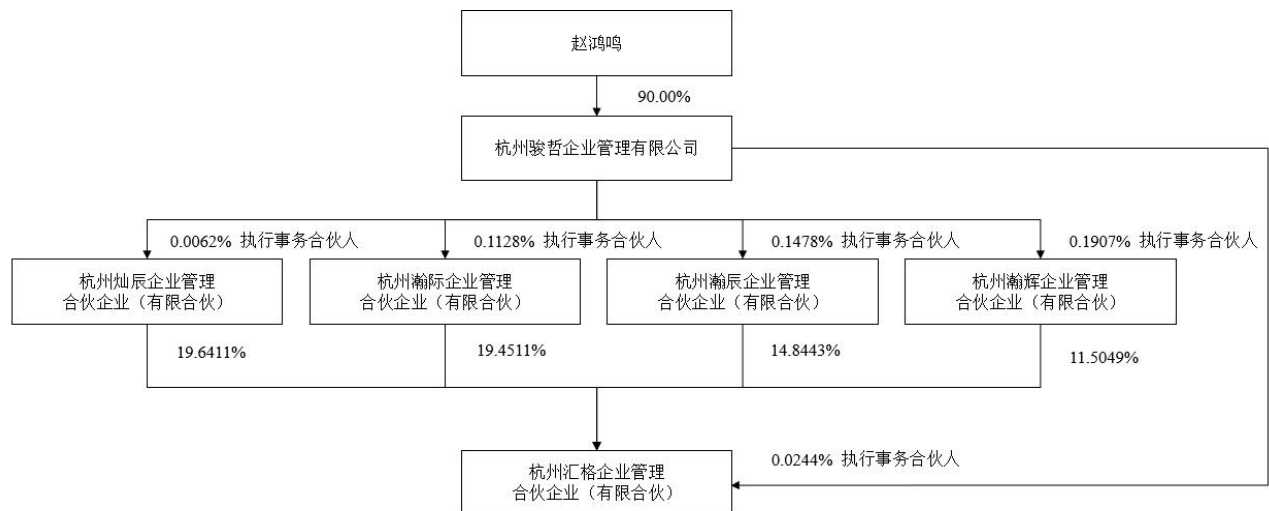 赵鸿鸣
90.00%
杭州骏哲企业管理有限公司
0.0062% 执行事务合伙人
0.1128% 执行事务合伙人
0.1478% 执行事务合伙人
0.1907% 执行事务合伙人
杭州灿辰企业管理
合伙企业（有限合伙）
杭州瀚际企业管理
合伙企业（有限合伙）
杭州瀚辰企业管理
合伙企业（有限合伙）
杭州瀚辉企业管理
合伙企业（有限合伙）
19.6411%
19.4511%
14.8443%
11.5049%
0.0244% 执行事务合伙人
杭州汇格企业管理
合伙企业（有限合伙）